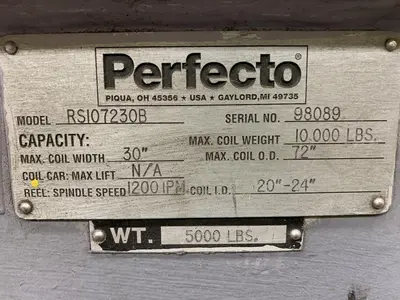 Perfecto®
PIQUA, OH 45356 ★ USA ★ GAYLORD, MI 49735
MODEL RS107230B SERIAL NO. 98089
CAPACITY: MAX. COIL WEIGHT 10,000 LBS.
MAX. COIL WIDTH 30" MAX. COIL O.D. 72"
COIL CAR: MAX LIFT N/A
REEL: SPINDLE SPEED 1200 IPM COIL I.D. 20"-24"
WT. 5000 LBS.